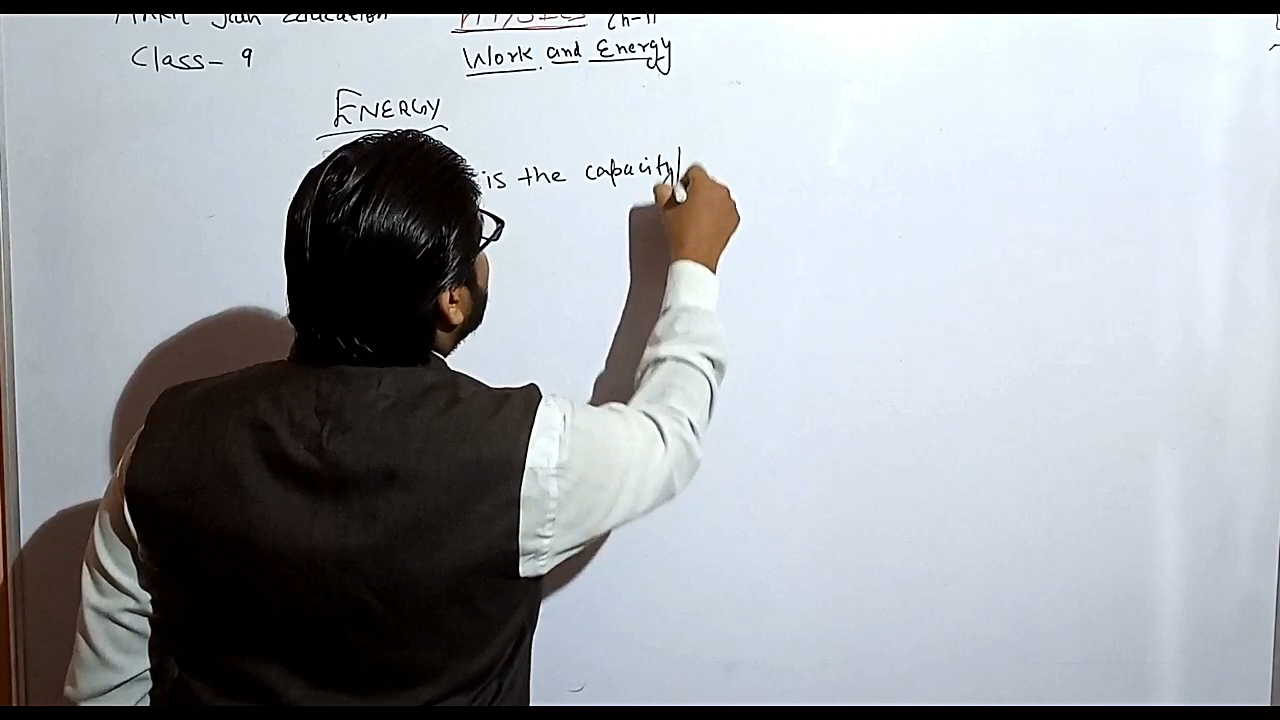 Jain Education PHYSICS Ch-11
Class - 9 Work and Energy
ENERGY
is the capacity/